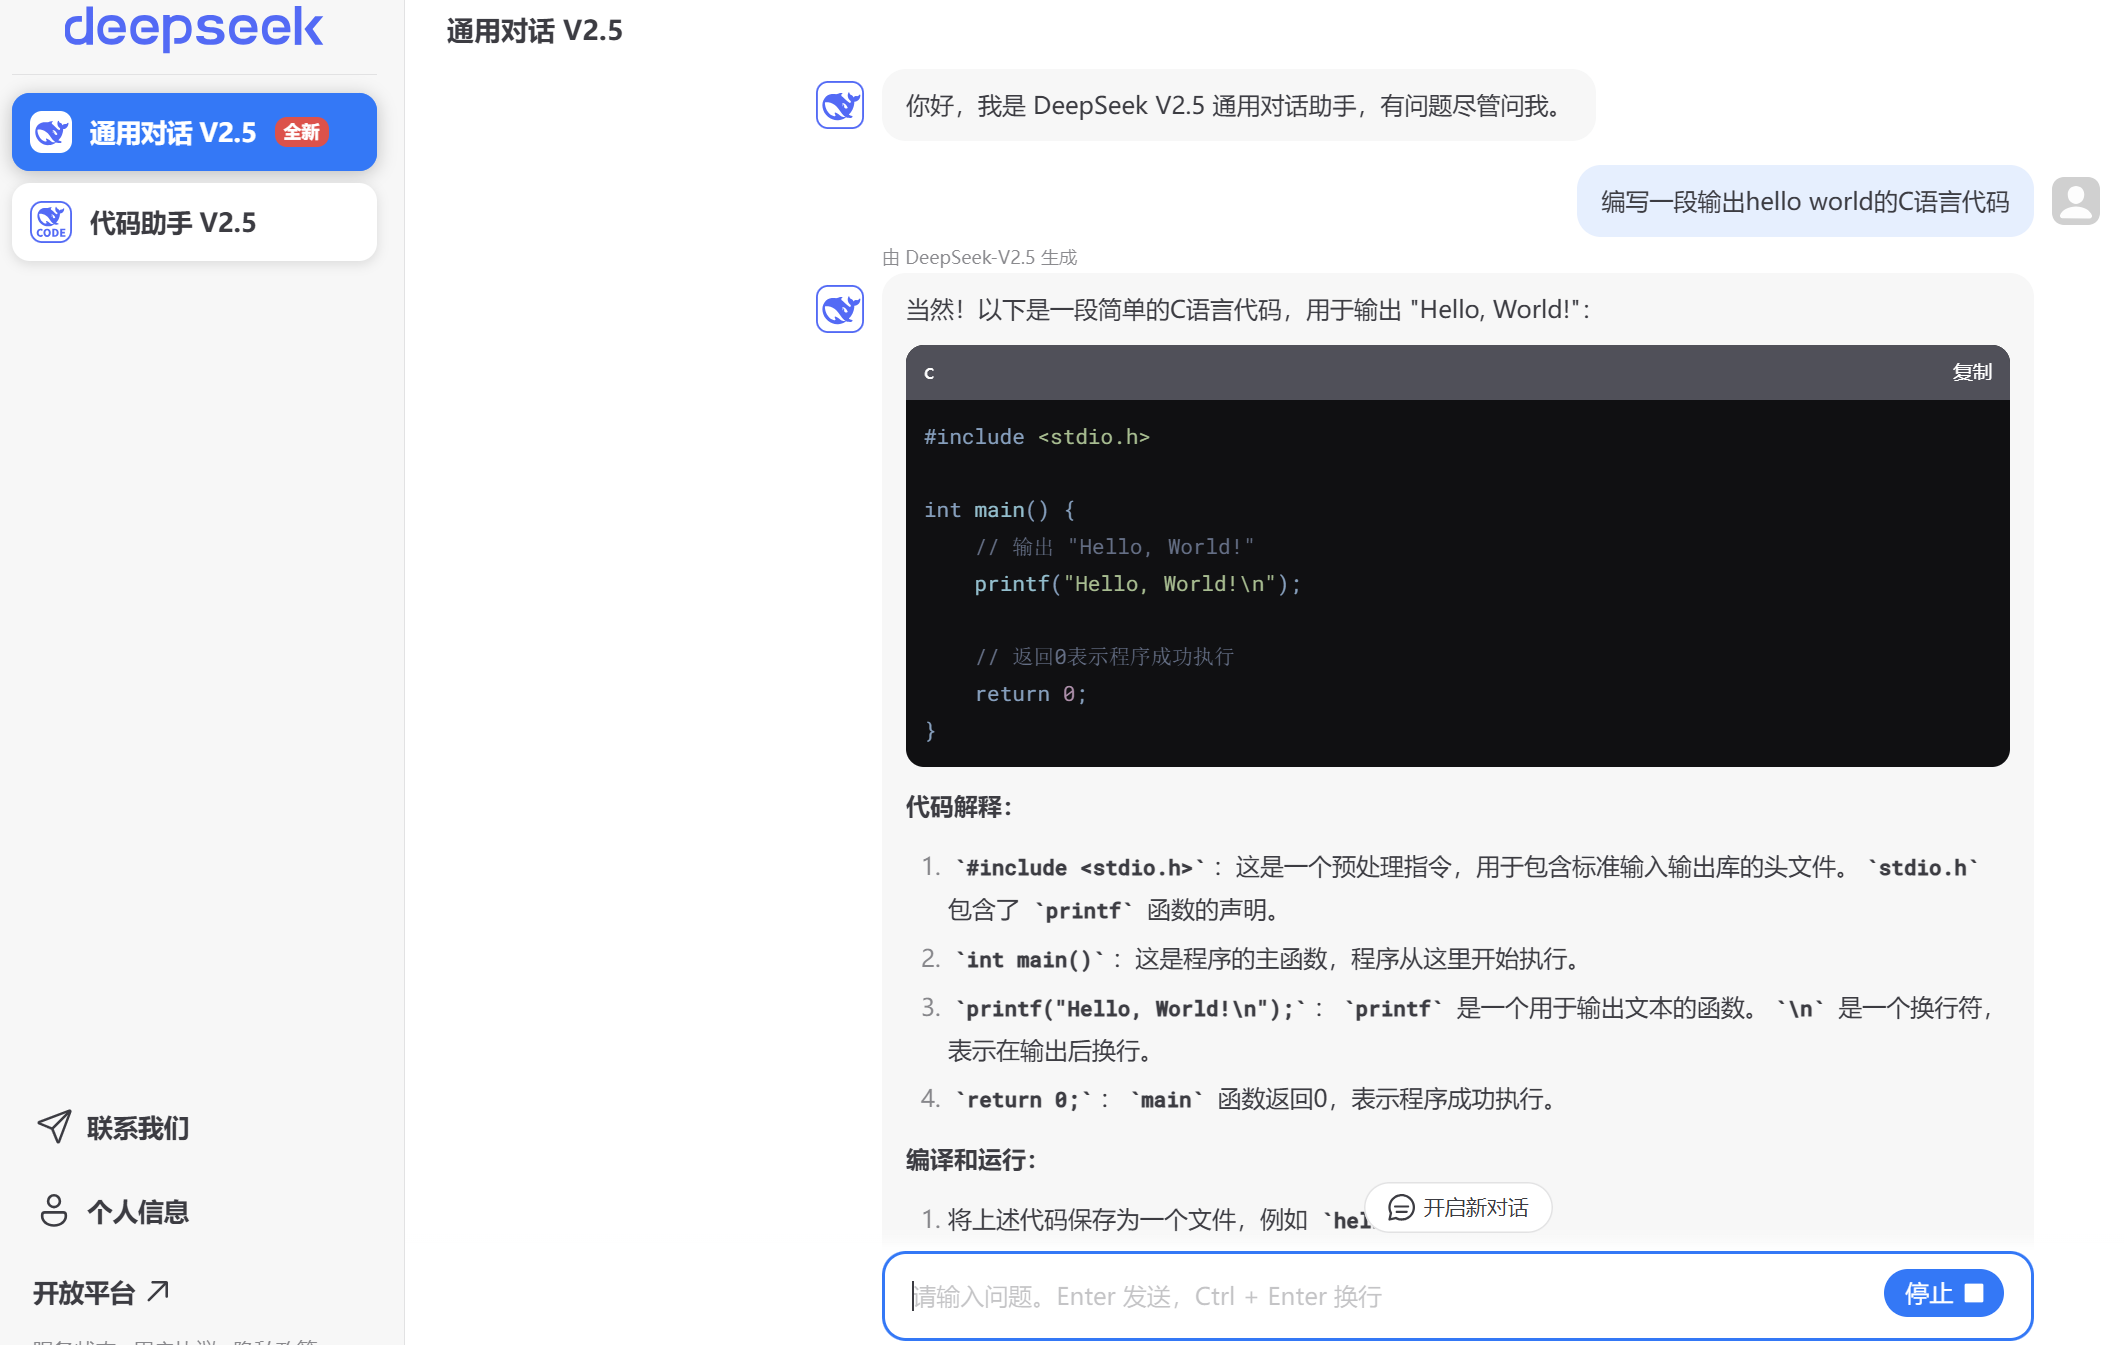 deepseek
通用对话 V2.5 全新
CODE
代码助手 V2.5
联系我们
个人信息
开放平台
通用对话 V2.5
你好，我是 DeepSeek V2.5 通用对话助手，有问题尽管问我。
编写一段输出hello world的C语言代码
由 DeepSeek-V2.5 生成
当然！以下是一段简单的C语言代码，用于输出 "Hello, World!"：
c 复制
#include <stdio.h>
int main() {
    // 输出 "Hello, World!"
    printf("Hello, World!\n");
    // 返回0表示程序成功执行
    return 0;
}
代码解释：
1. `#include <stdio.h>`：这是一个预处理指令，用于包含标准输入输出库的头文件。 `stdio.h`
包含了 `printf` 函数的声明。
2. `int main()`：这是程序的主函数，程序从这里开始执行。
3. `printf("Hello, World!\n");`： `printf` 是一个用于输出文本的函数。 `\n` 是一个换行符，
表示在输出后换行。
4. `return 0;`： `main` 函数返回0，表示程序成功执行。
编译和运行：
1. 将上述代码保存为一个文件，例如 `hel
开启新对话
请输入问题。Enter 发送，Ctrl + Enter 换行
停止